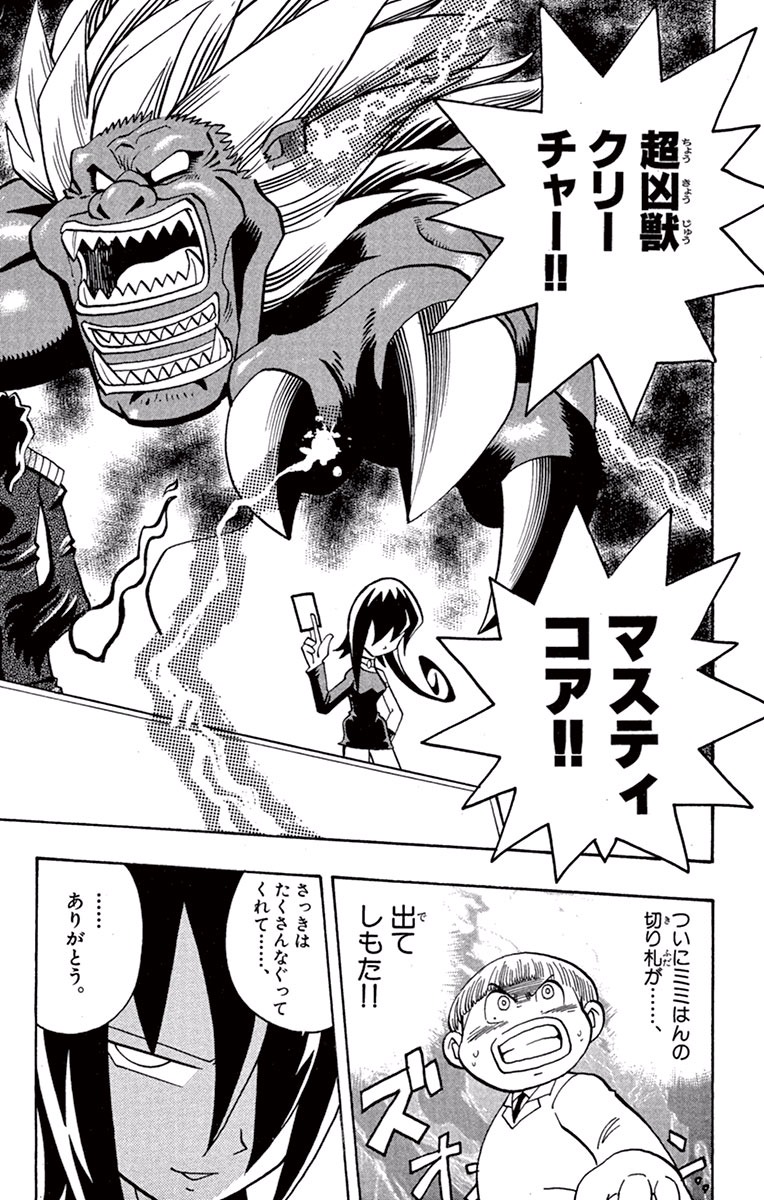 超凶獣
クリー
チャー!!
マスティ
コア!!
ついにミミはんの
切り札が……、
出て
しもた!!
ズオォ
さっきは
たくさんなぐって
くれて……、
……
ありがとう。